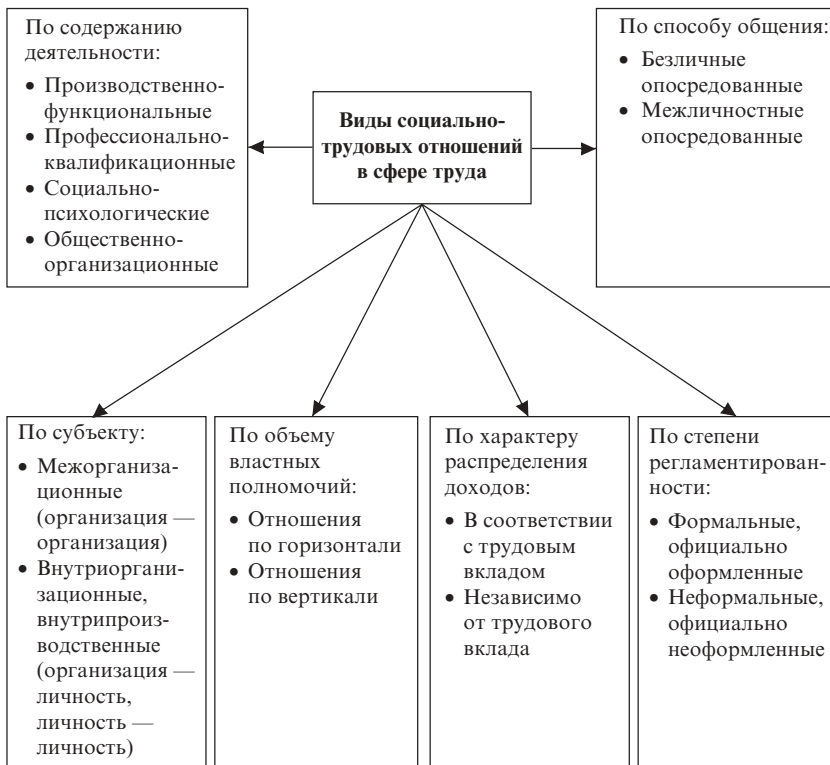 По содержанию
деятельности:
• Производственно-
функциональные
• Профессионально-
квалификационные
• Социально-
психологические
• Общественно-
организационные
Виды социально-
трудовых отношений
в сфере труда
По способу общения:
• Безличные
опосредованные
• Межличностные
опосредованные
По субъекту:
• Межорганиза-
ционные
(организация —
организация)
• Внутриоргани-
зационные,
внутрипроиз-
водственные
(организация —
личность,
личность —
личность)
По объему
властных
полномочий:
• Отношения
по горизонтали
• Отношения
по вертикали
По характеру
распределения
доходов:
• В соответствии
с трудовым
вкладом
• Независимо
от трудового
вклада
По степени
регламентирован-
ности:
• Формальные,
официально
оформленные
• Неформальные,
официально
неоформленные